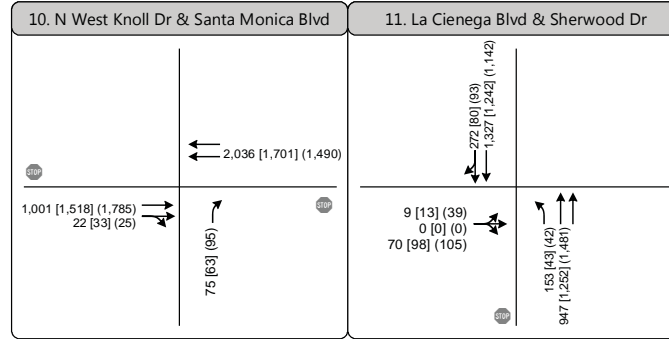 10. N West Knoll Dr & Santa Monica Blvd
2,036 [1,701] (1,490)
STOP
1,001 [1,518] (1,785)
22 [33] (25)
STOP
75 [63] (95)
11. La Cienega Blvd & Sherwood Dr
272 [80] (93)
1,327 [1,242] (1,142)
9 [13] (39)
0 [0] (0)
70 [98] (105)
153 [43] (42)
947 [1,252] (1,481)
STOP